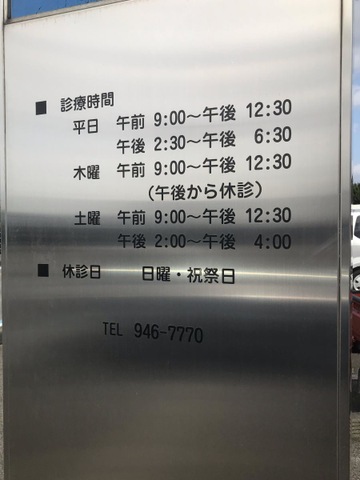 ■ 診療時間
平日 午前 9:00～午後 12:30
午後 2:30～午後 6:30
木曜 午前 9:00～午後 12:30
(午後から休診)
土曜 午前 9:00～午後 12:30
午後 2:00～午後 4:00
■ 休診日 日曜・祝祭日
TEL 946-7770